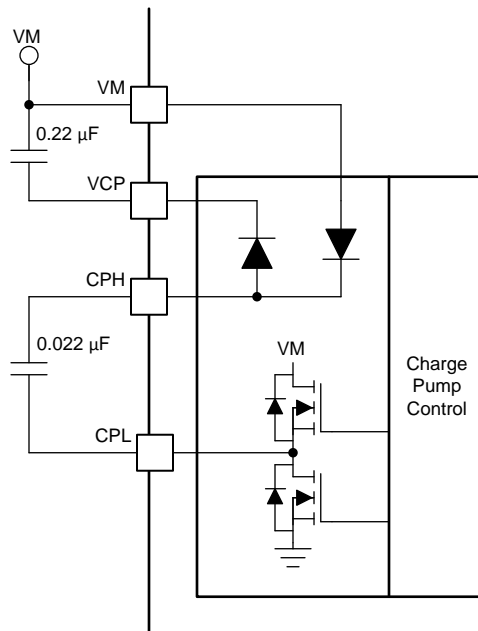 VM
VM
0.22 µF
VCP
CPH
0.022 µF
VM
Charge
Pump
Control
CPL